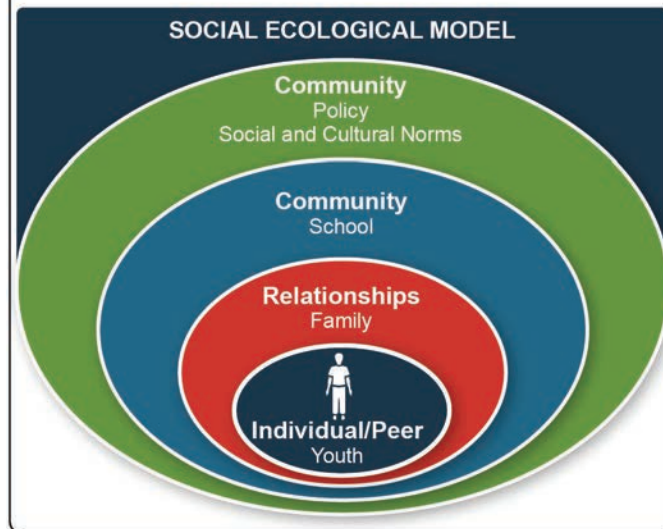 SOCIAL ECOLOGICAL MODEL
Community
Policy
Social and Cultural Norms
Community
School
Relationships
Family
Individual/Peer
Youth